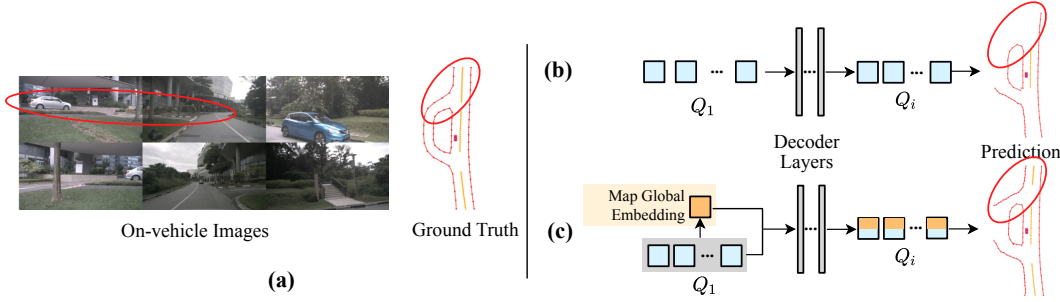 On-vehicle Images
Ground Truth
(a)
(b)
Q1
Decoder
Layers
Qi
Prediction
(c)
Map Global
Embedding
Q1
Qi